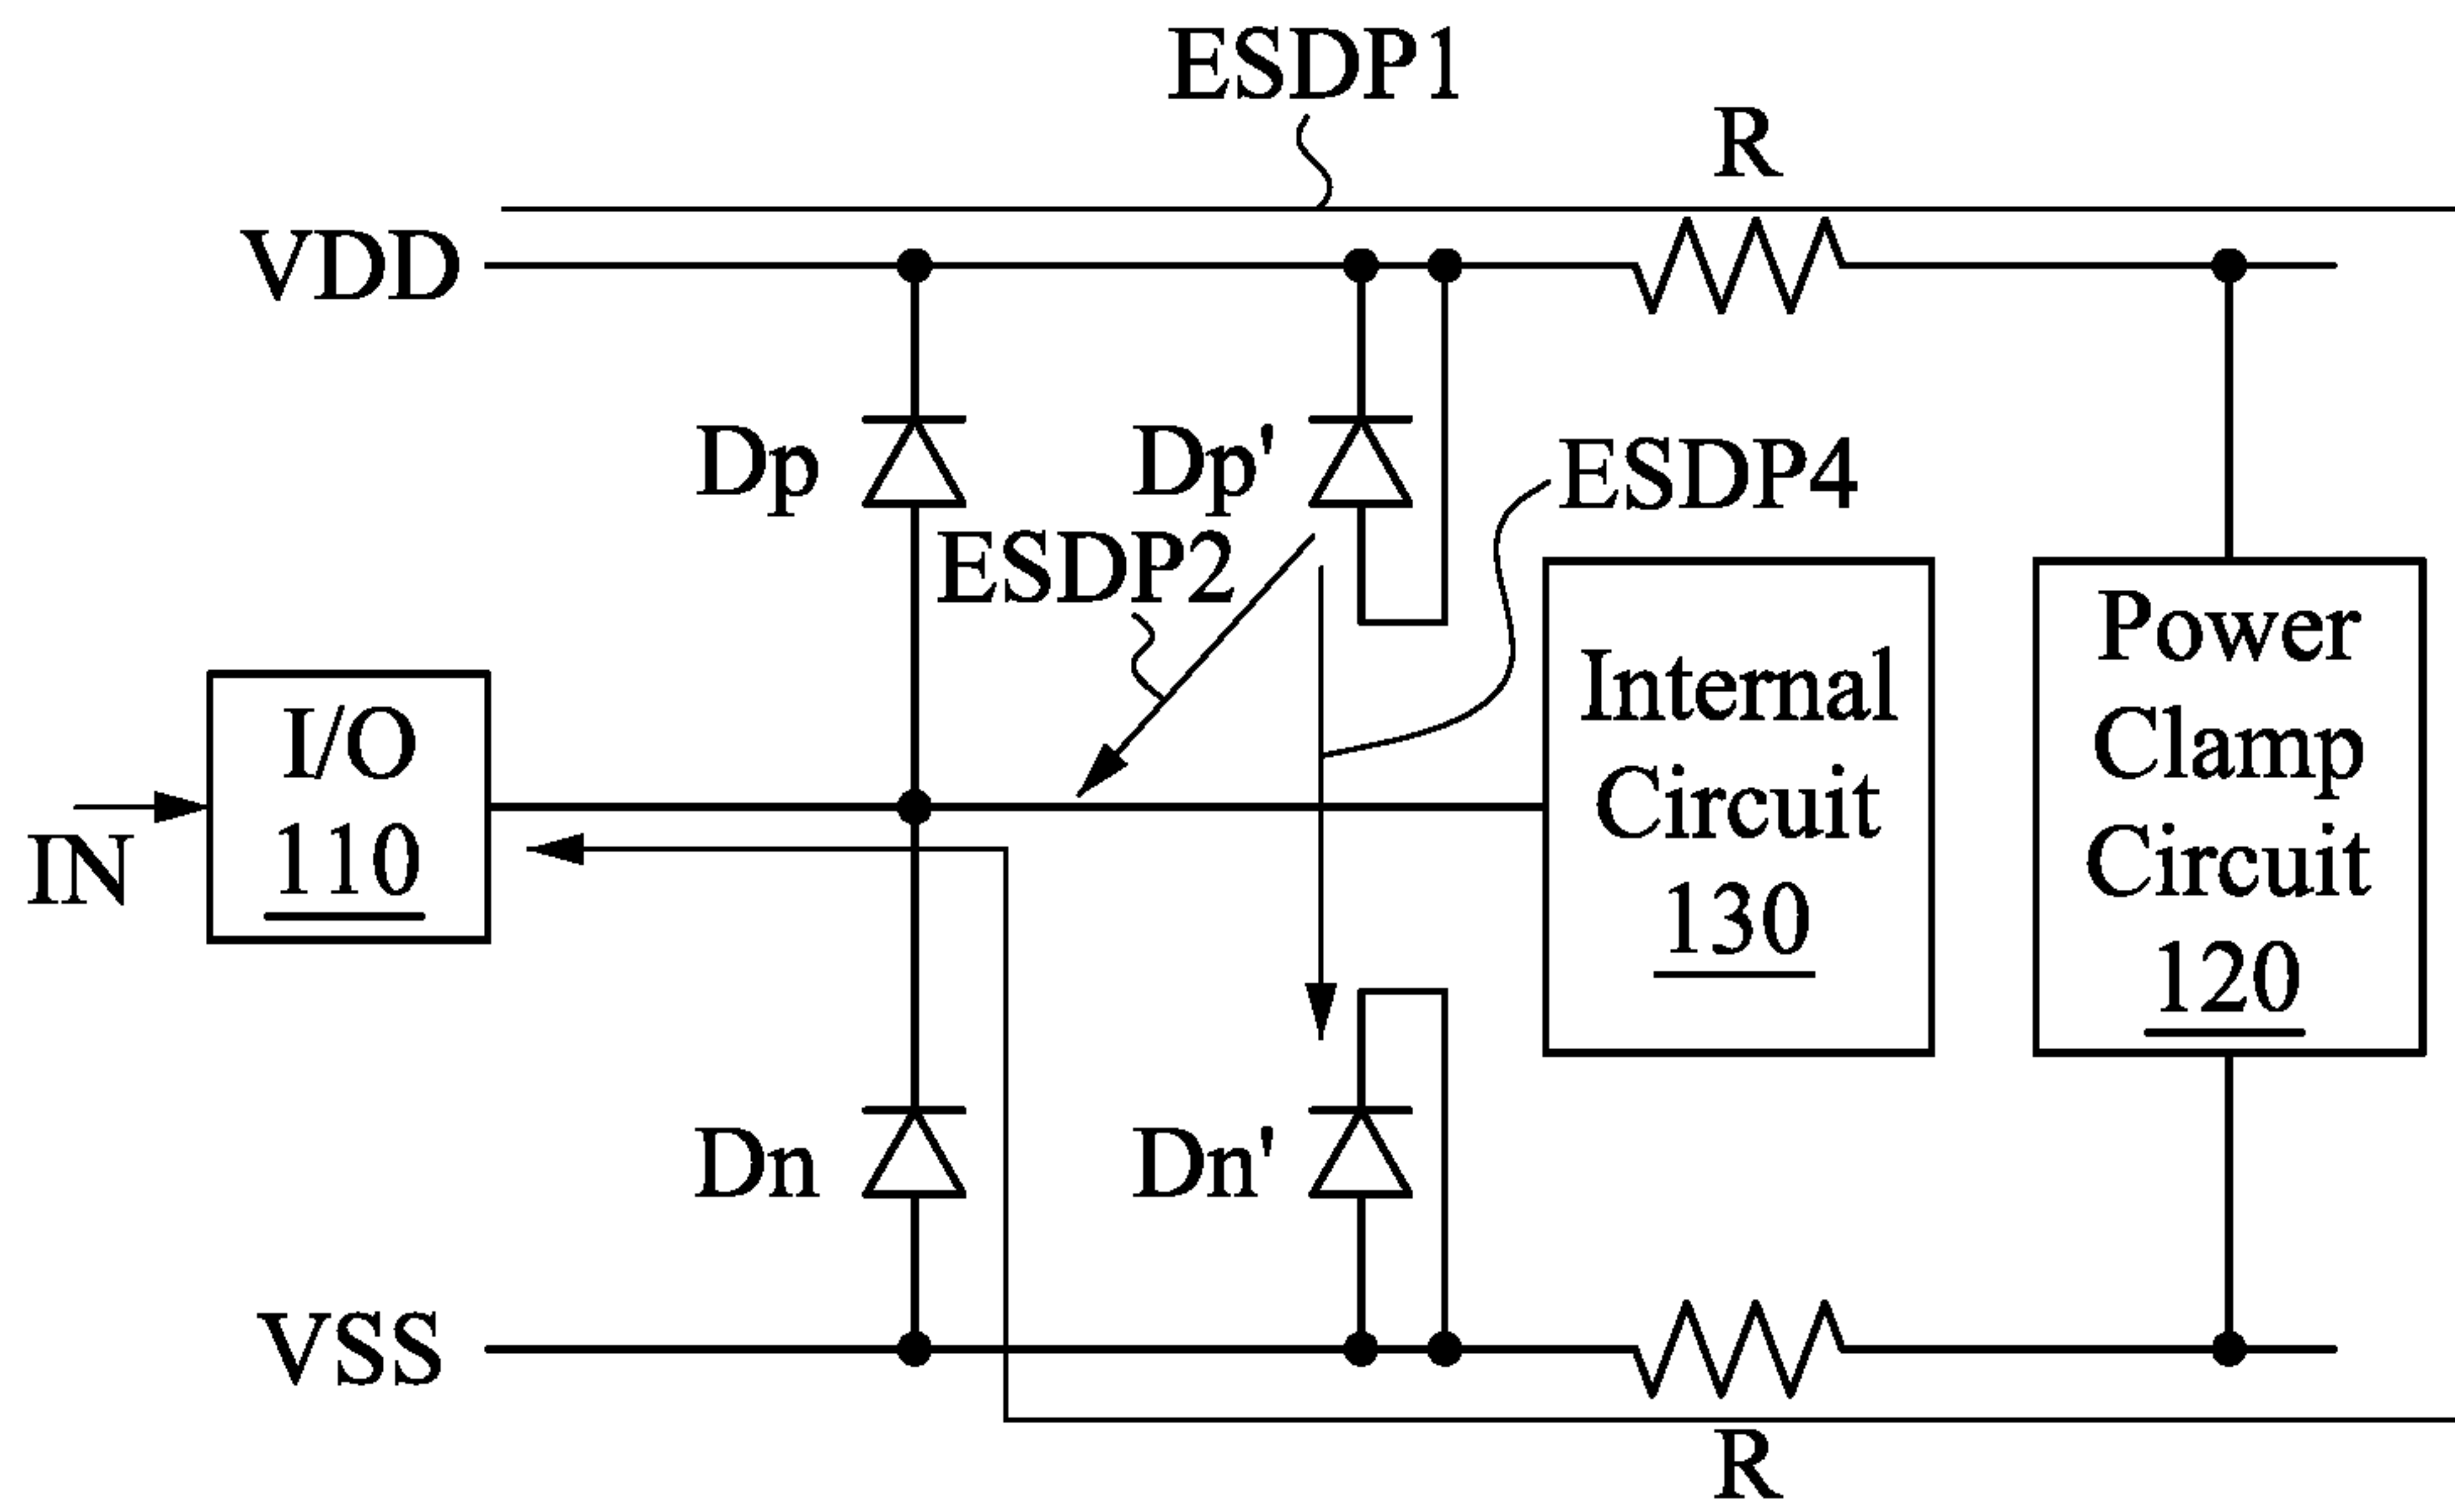 ESDP1
R
VDD
Dp
Dp'
ESDP4
ESDP2
I/O
110
IN
Internal
Circuit
130
Power
Clamp
Circuit
120
Dn
Dn'
VSS
R